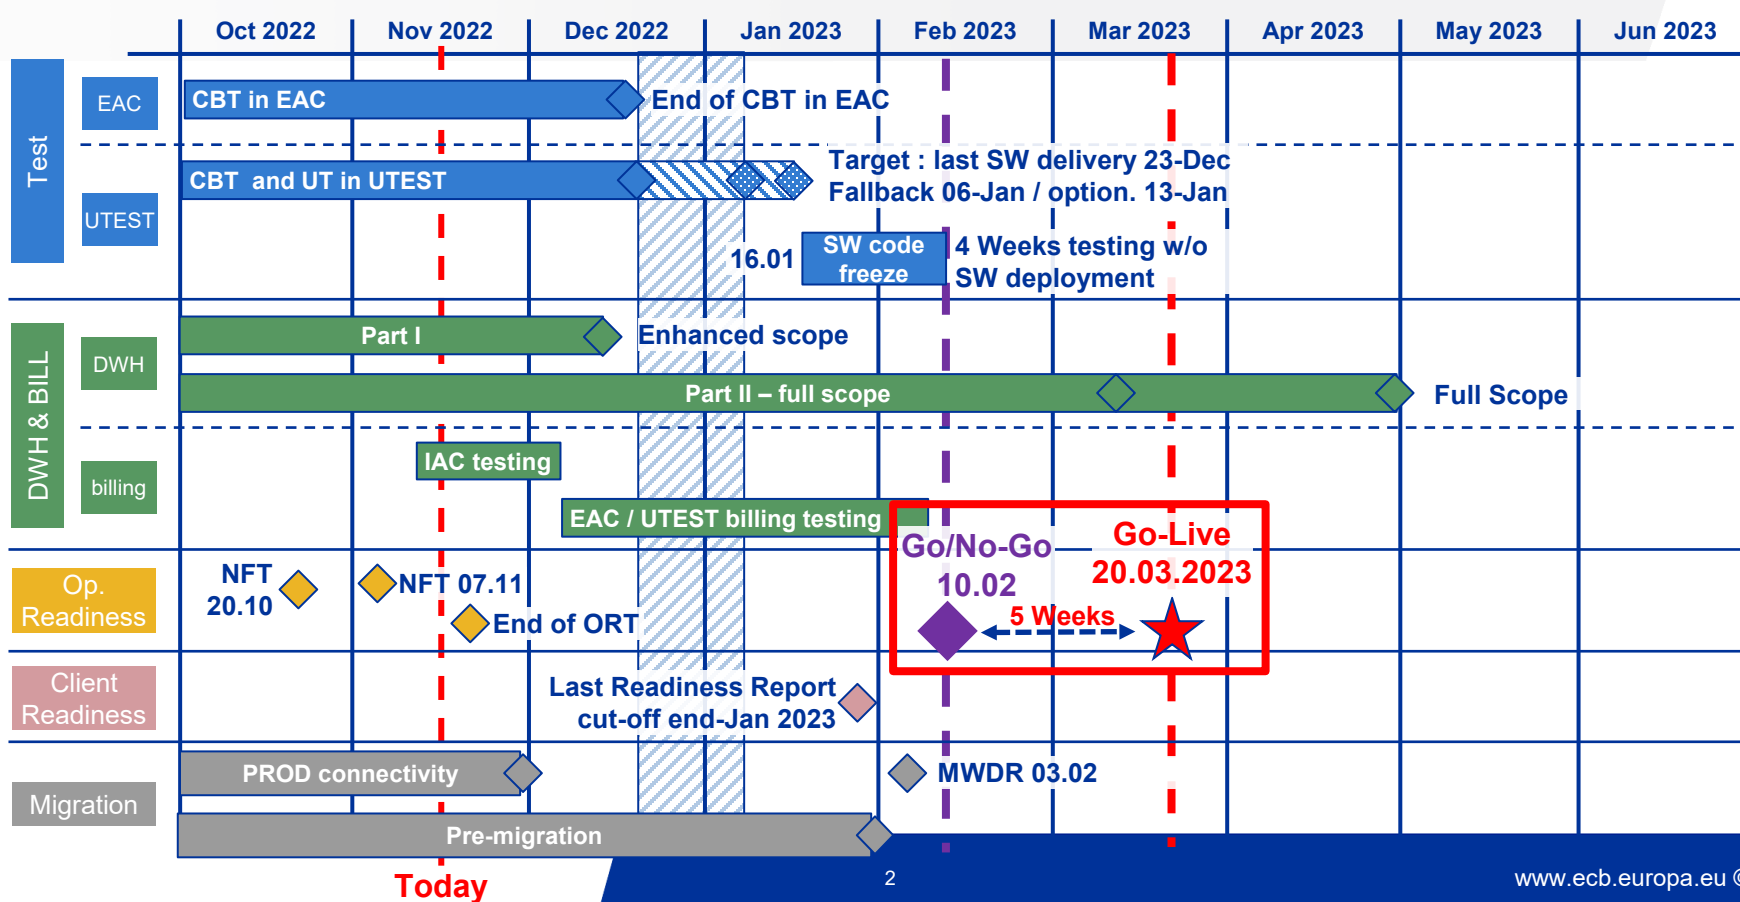 Oct 2022
Nov 2022
Dec 2022
Jan 2023
Feb 2023
Mar 2023
Apr 2023
May 2023
Jun 2023
Test
EAC
CBT in EAC
End of CBT in EAC
UTEST
CBT and UT in UTEST
Target : last SW delivery 23-Dec
Fallback 06-Jan / option. 13-Jan
16.01
SW code
freeze
4 Weeks testing w/o
SW deployment
DWH & BILL
DWH
Part I
Enhanced scope
Part II – full scope
Full Scope
billing
IAC testing
EAC / UTEST billing testing
Op.
Readiness
NFT
20.10
NFT 07.11
End of ORT
Go/No-Go
10.02
5 Weeks
Go-Live
20.03.2023
Client
Readiness
Last Readiness Report
cut-off end-Jan 2023
Migration
PROD connectivity
MWDR 03.02
Pre-migration
Today
2
www.ecb.europa.eu ©